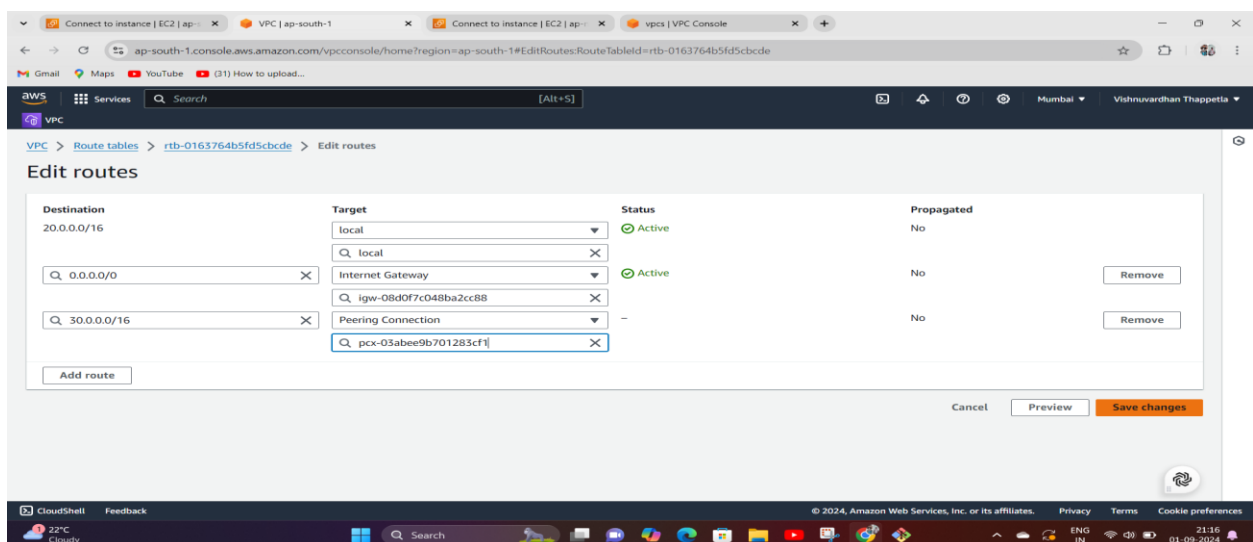 Connect to instance | EC2 | ap-s
VPC | ap-south-1
Connect to instance | EC2 | ap-n
vpcs | VPC Console
ap-south-1.console.aws.amazon.com/vpcconsole/home?region=ap-south-1#EditRoutes:RouteTableId=rtb-0163764b5fd5cbcde
Gmail Maps YouTube (31) How to upload...
aws Services Search [Alt+S] Mumbai Vishnuvardhan Thappetla
VPC
VPC > Route tables > rtb-0163764b5fd5cbcde > Edit routes
Edit routes
Destination Target Status Propagated
20.0.0.0/16 local Active No
local
0.0.0.0/0 Internet Gateway Active No Remove
igw-08d0f7c048ba2cc88
30.0.0.0/16 Peering Connection – No Remove
pcx-03abee9b701283cf1
Add route
Cancel Preview Save changes
CloudShell Feedback © 2024, Amazon Web Services, Inc. or its affiliates. Privacy Terms Cookie preferences
1 22°C Search ENG 21:16
Cloudy IN 01-09-2024